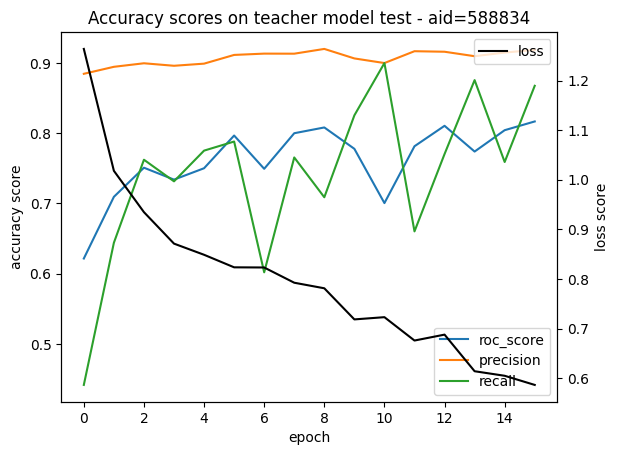 Accuracy scores on teacher model test - aid=588834
loss
0.9
0.8
0.7
0.6
0.5
accuracy score
1.2
1.1
1.0
0.9
0.8
0.7
0.6
loss score
roc_score
precision
recall
0 2 4 6 8 10 12 14
epoch